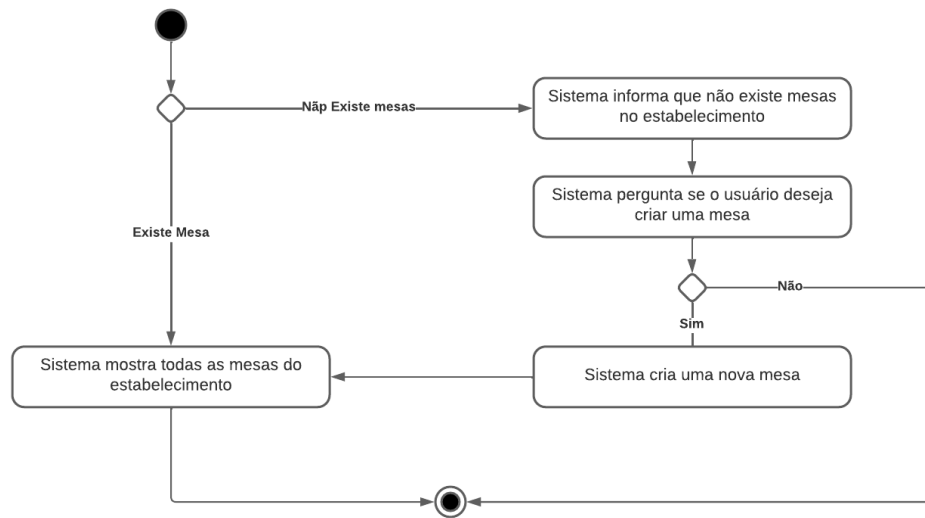 Nãp Existe mesas
Sistema informa que não existe mesas
no estabelecimento
Sistema pergunta se o usuário deseja
criar uma mesa
Existe Mesa
Não
Sim
Sistema mostra todas as mesas do
estabelecimento
Sistema cria uma nova mesa